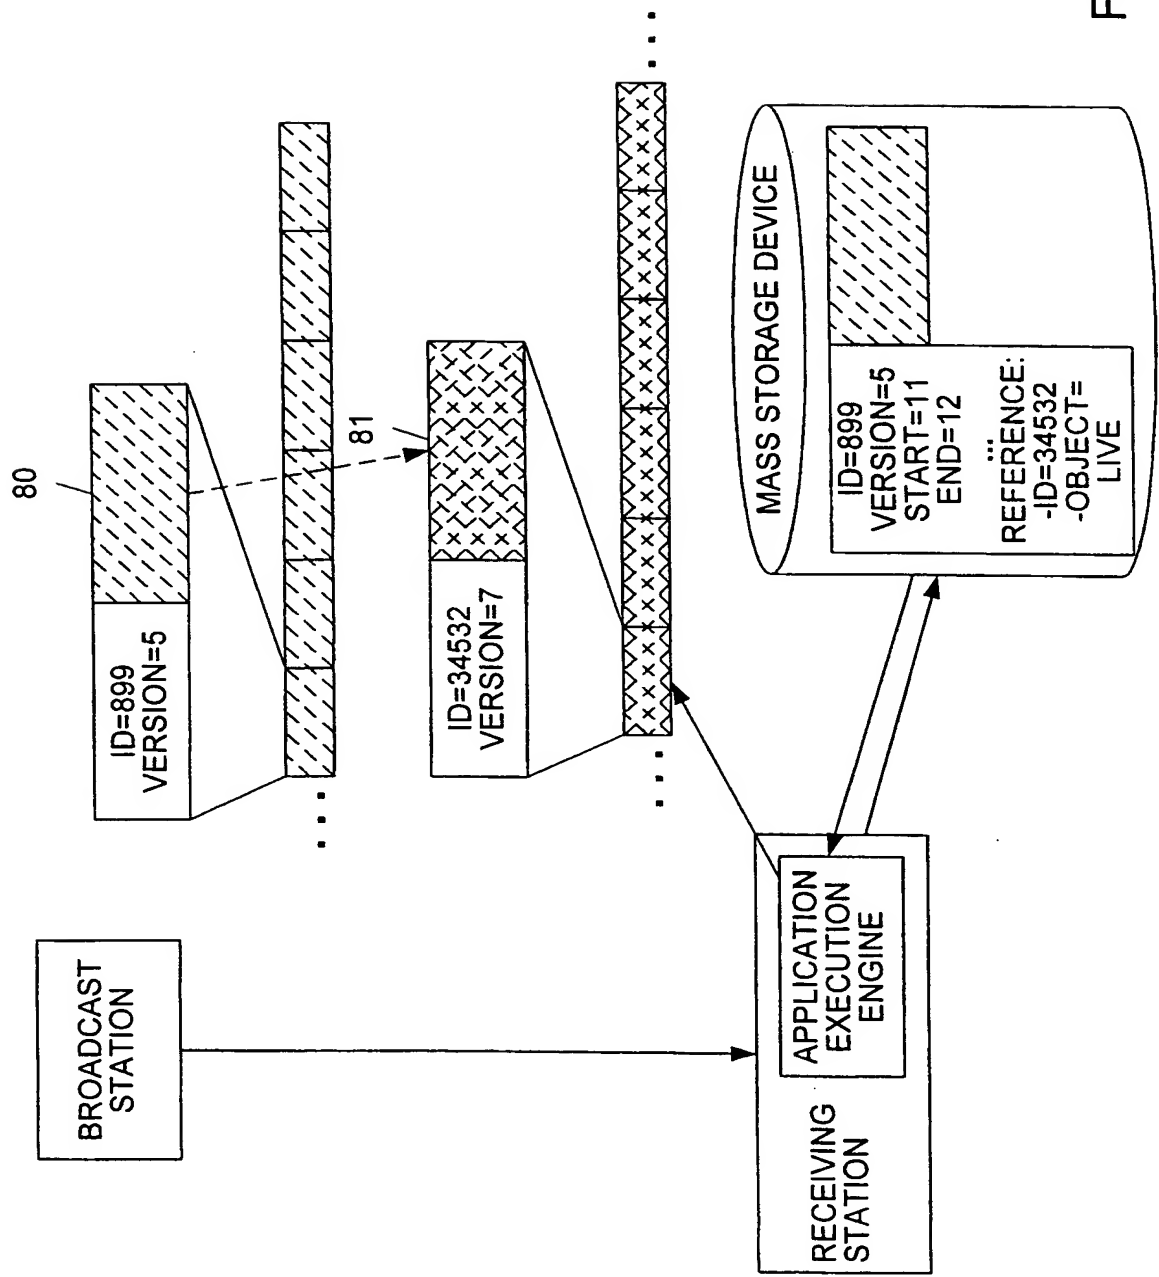 BROADCAST
STATION
80
ID=899
VERSION=5
...
81
ID=34532
VERSION=7
...
...
RECEIVING
STATION
APPLICATION
EXECUTION
ENGINE
MASS STORAGE DEVICE
ID=899
VERSION=5
START=11
END=12
...
REFERENCE:
-ID=34532
-OBJECT=
LIVE
F